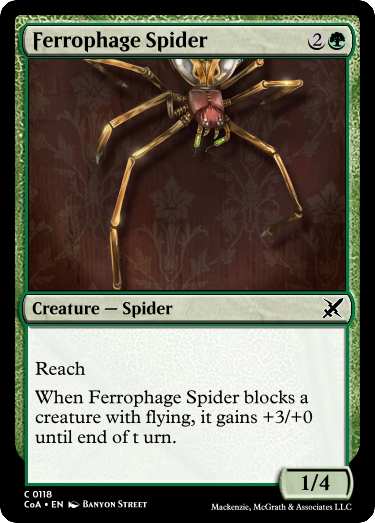 Ferrophage Spider 2
Creature — Spider
Reach
When Ferrophage Spider blocks a
creature with flying, it gains +3/+0
until end of t urn.
1/4
C 0118
CoA • EN Banyon Street
Mackenzie, McGrath & Associates LLC